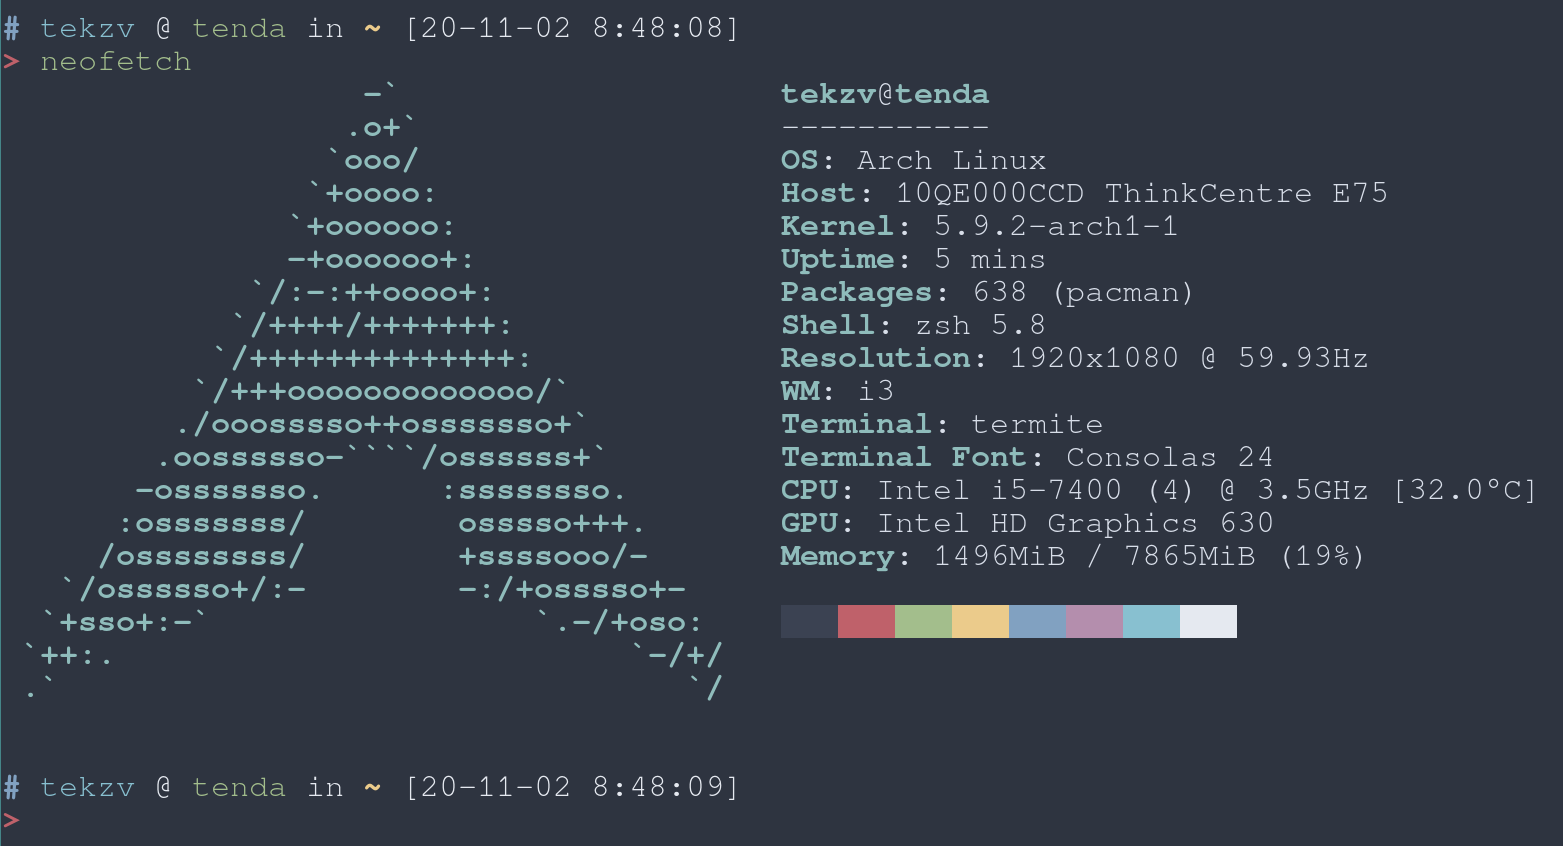 # tekzv @ tenda in ~ [20-11-02 8:48:08]
> neofetch
                   -`                    tekzv@tenda
                  .o+`                   -----------
                 `ooo/                   OS: Arch Linux
                `+oooo:                  Host: 10QE000CCD ThinkCentre E75
               `+oooooo:                 Kernel: 5.9.2-arch1-1
               -+oooooo+:                Uptime: 5 mins
             `/:-:++oooo+:               Packages: 638 (pacman)
            `/++++/+++++++:              Shell: zsh 5.8
           `/++++++++++++++:             Resolution: 1920x1080 @ 59.93Hz
          `/+++ooooooooooooo/`           WM: i3
         ./ooosssso++osssssso+`          Terminal: termite
        .oossssso-````/ossssss+`         Terminal Font: Consolas 24
       -osssssso.      :ssssssso.        CPU: Intel i5-7400 (4) @ 3.5GHz [32.0°C]
      :osssssss/        osssso+++.       GPU: Intel HD Graphics 630
     /ossssssss/        +ssssooo/-       Memory: 1496MiB / 7865MiB (19%)
   `/ossssso+/:-        -:/+osssso+-
  `+sso+:-`                 `.-/+oso:
 `++:.                           `-/+/
 .`                                 `/
# tekzv @ tenda in ~ [20-11-02 8:48:09]
>